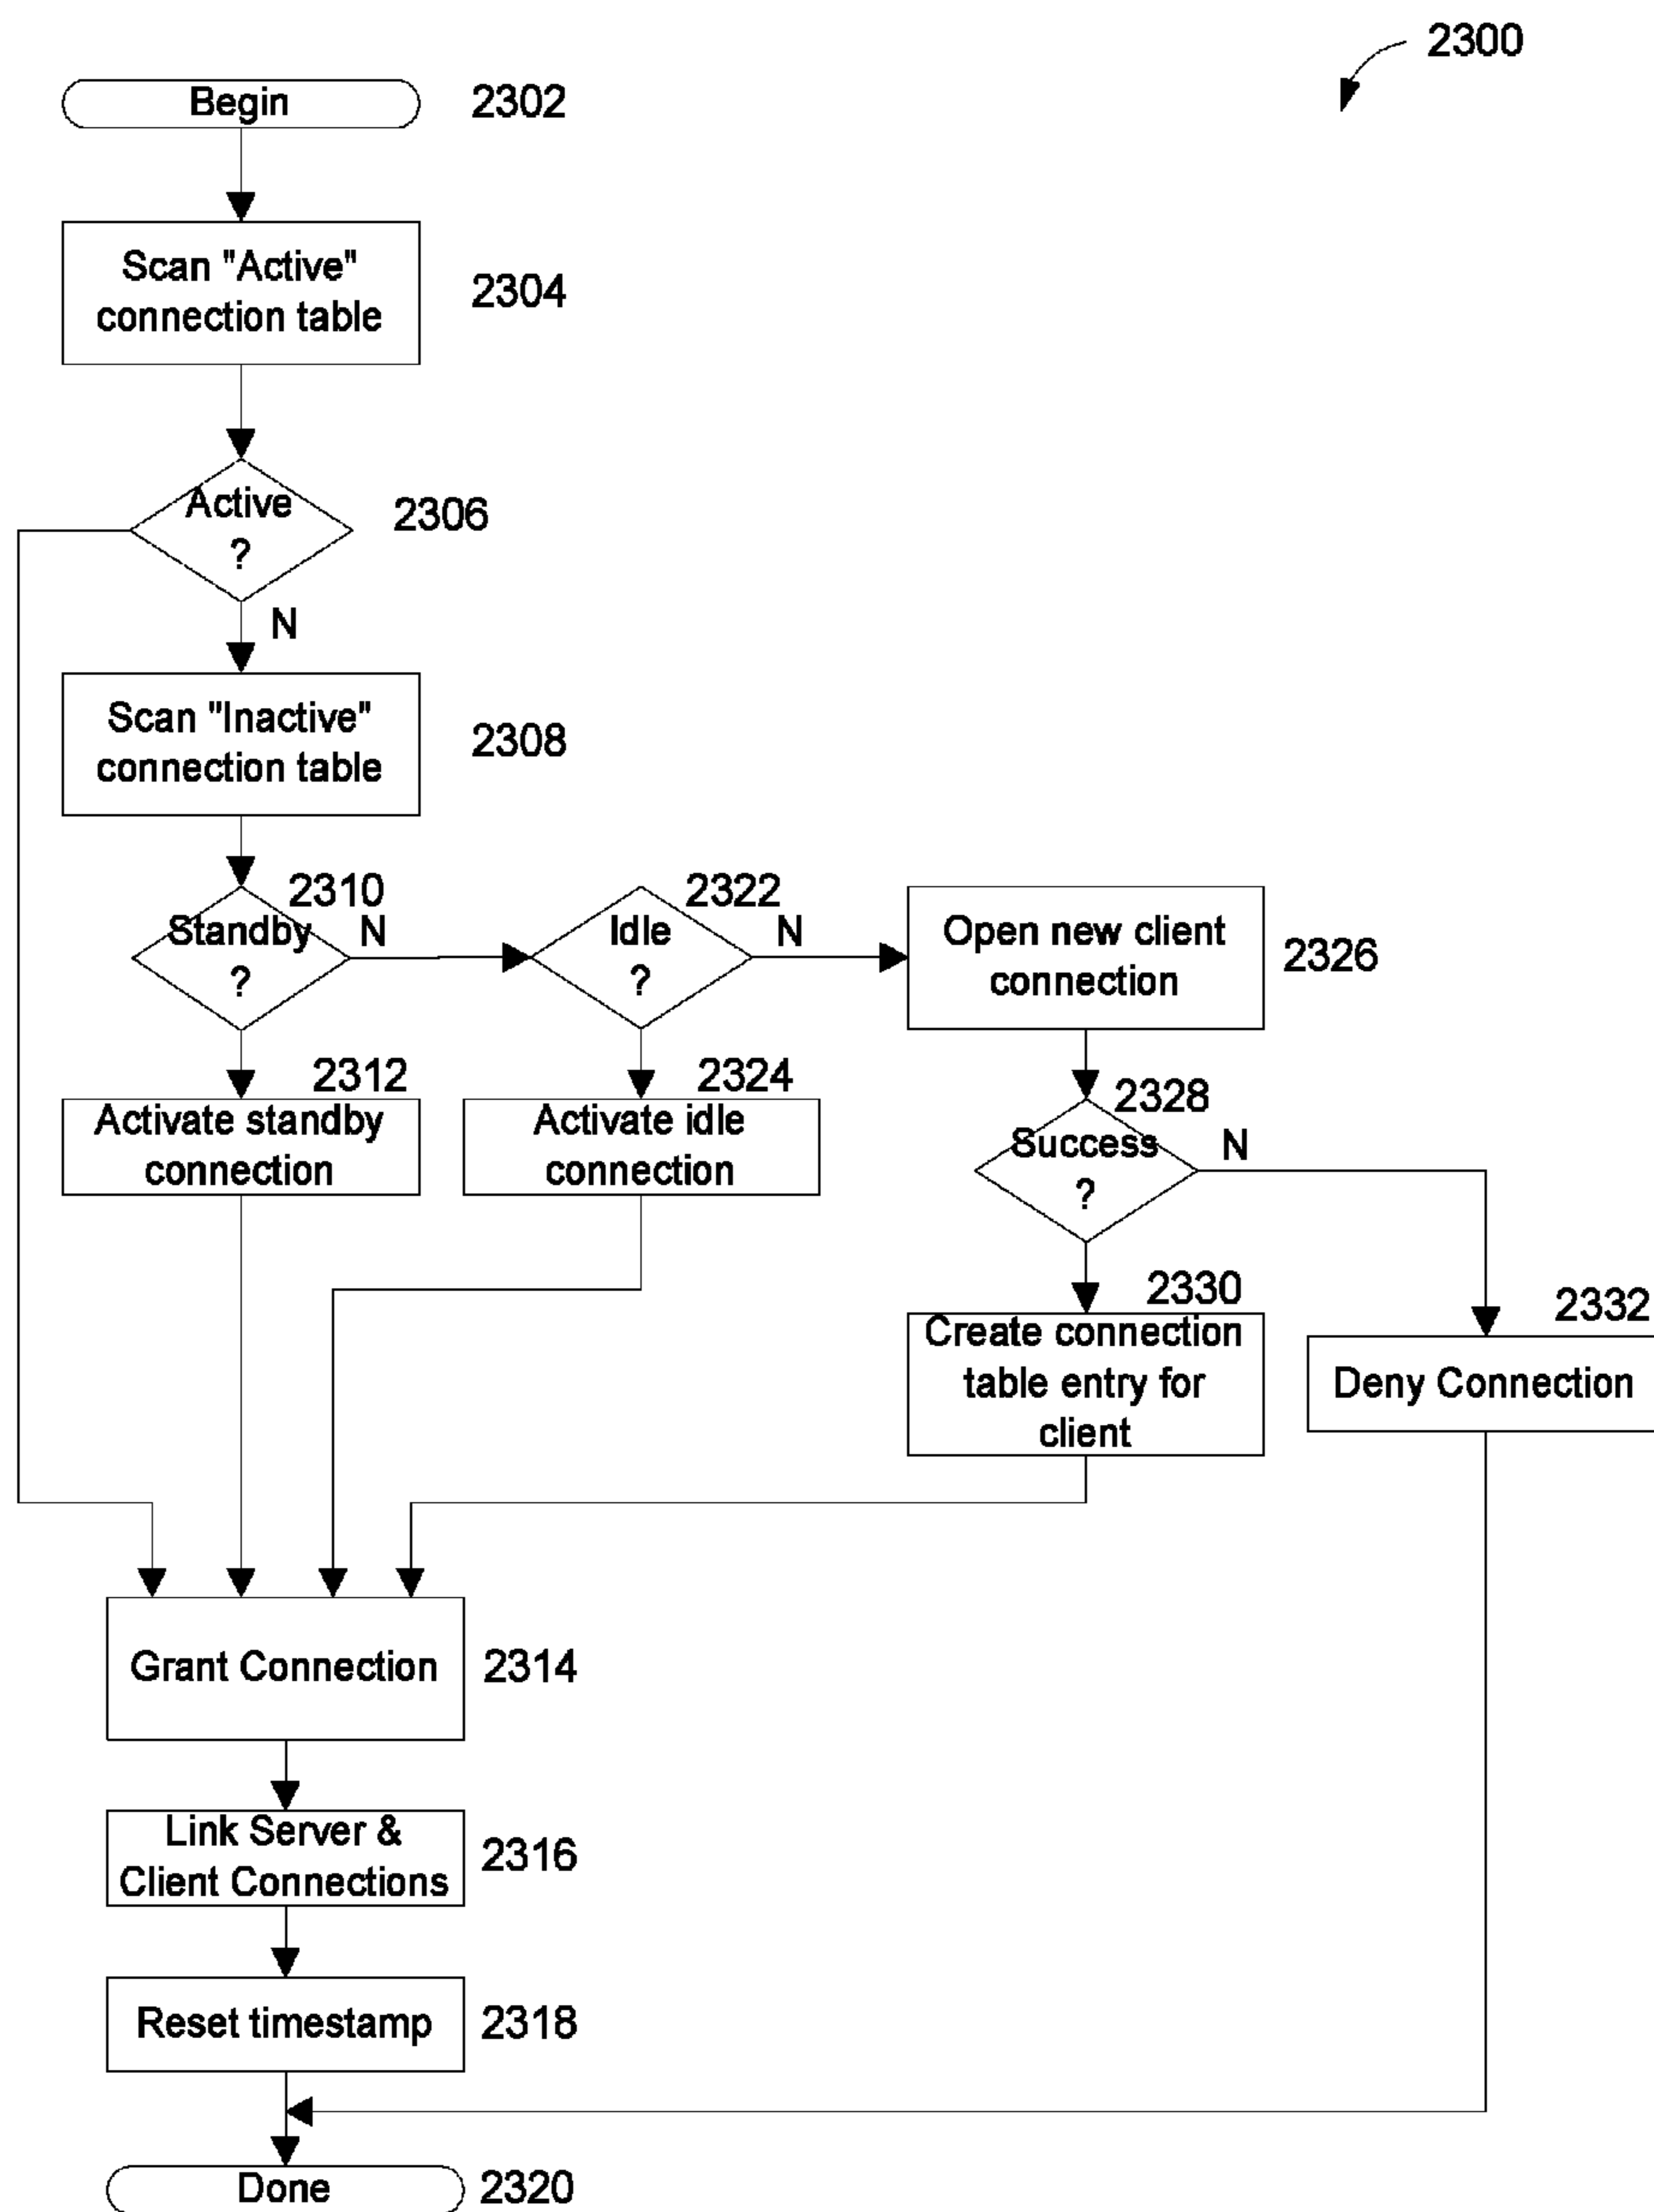 2300
Begin
2302
Scan "Active"
connection table
2304
Active
?
2306
N
Scan "Inactive"
connection table
2308
2310
Standby
?
N
2322
Idle
?
N
Open new client
connection
2326
2312
Activate standby
connection
2324
Activate idle
connection
2328
Success
?
N
2330
Create connection
table entry for
client
2332
Deny Connection
Grant Connection
2314
Link Server &
Client Connections
2316
Reset timestamp
2318
Done
2320